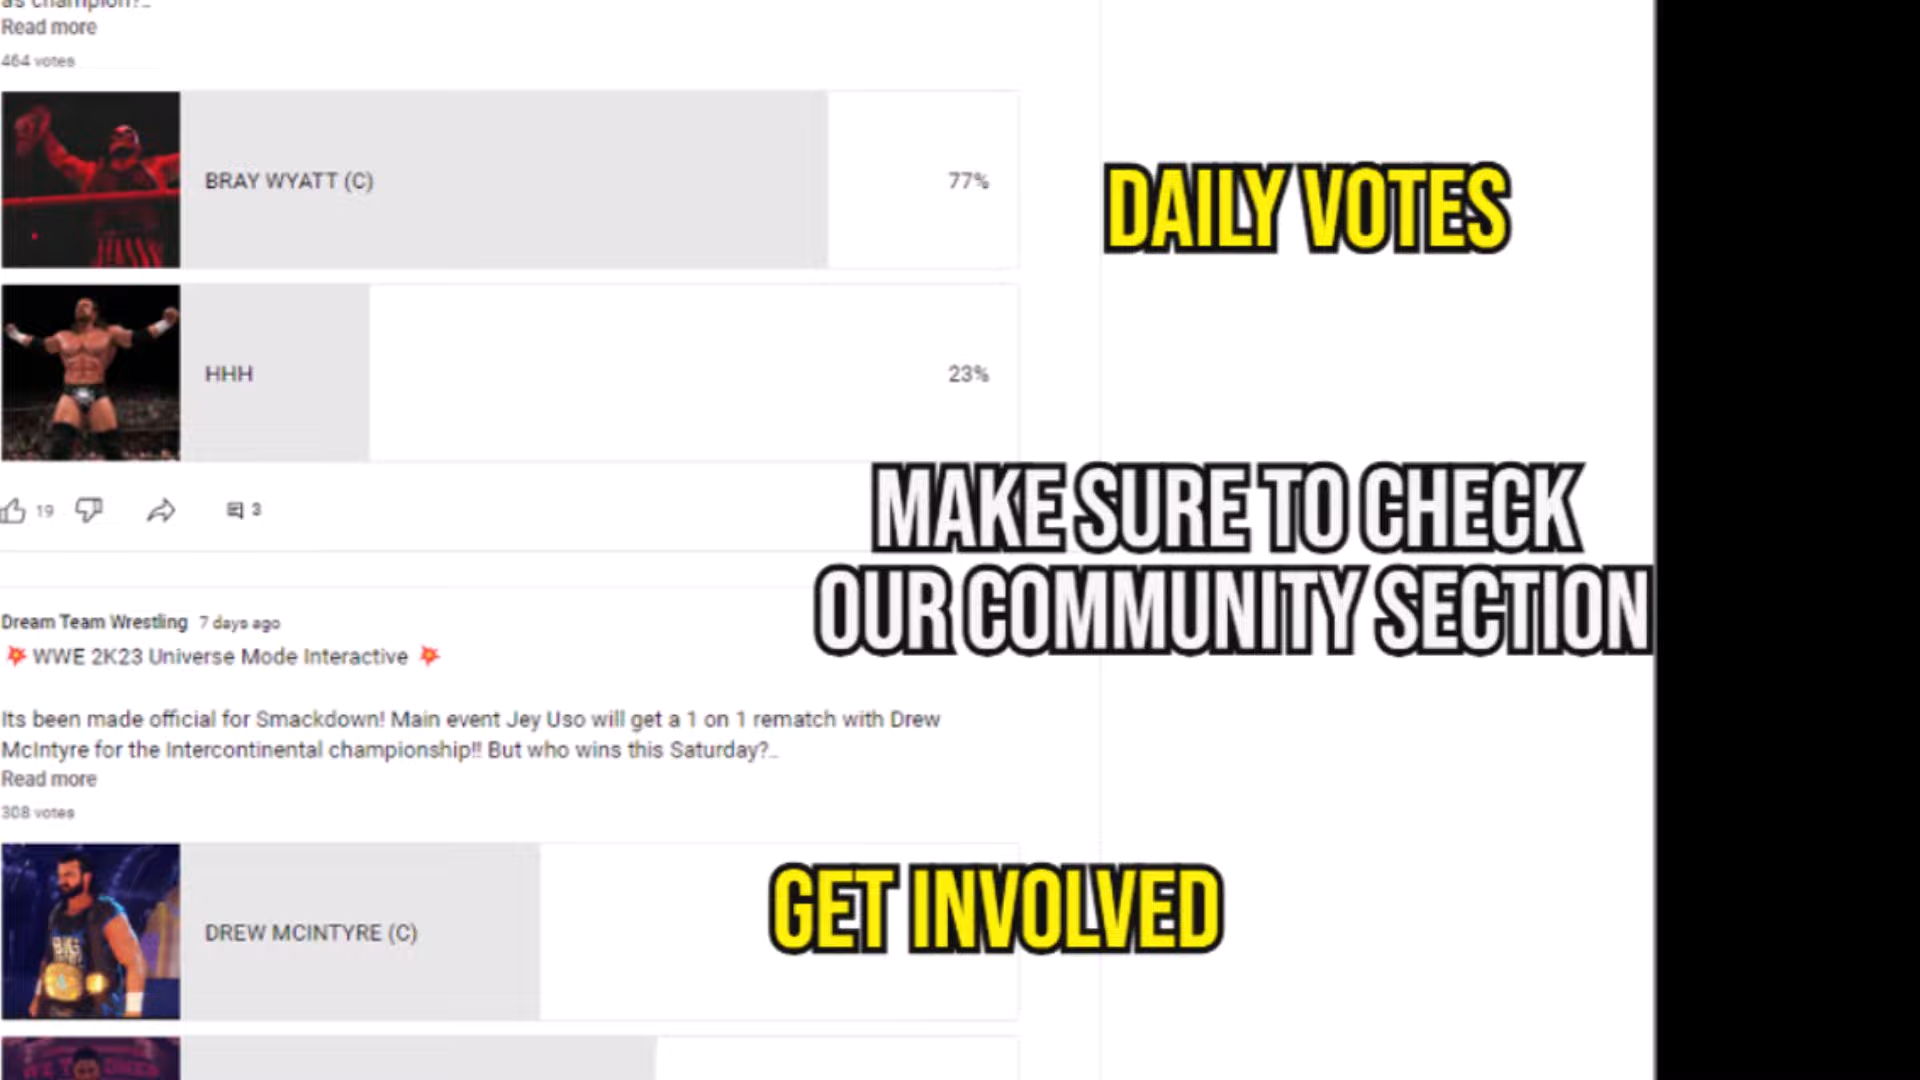 as champion?..
Read more
464 votes
BRAY WYATT (C)
77%
DAILY VOTES
HHH
23%
MAKE SURE TO CHECK
OUR COMMUNITY SECTION
19
3
Dream Team Wrestling 7 days ago
💥 WWE 2K23 Universe Mode Interactive 💥
Its been made official for Smackdown! Main event Jey Uso will get a 1 on 1 rematch with Drew
McIntyre for the Intercontinental championship!! But who wins this Saturday?..
Read more
308 votes
DREW MCINTYRE (C)
GET INVOLVED